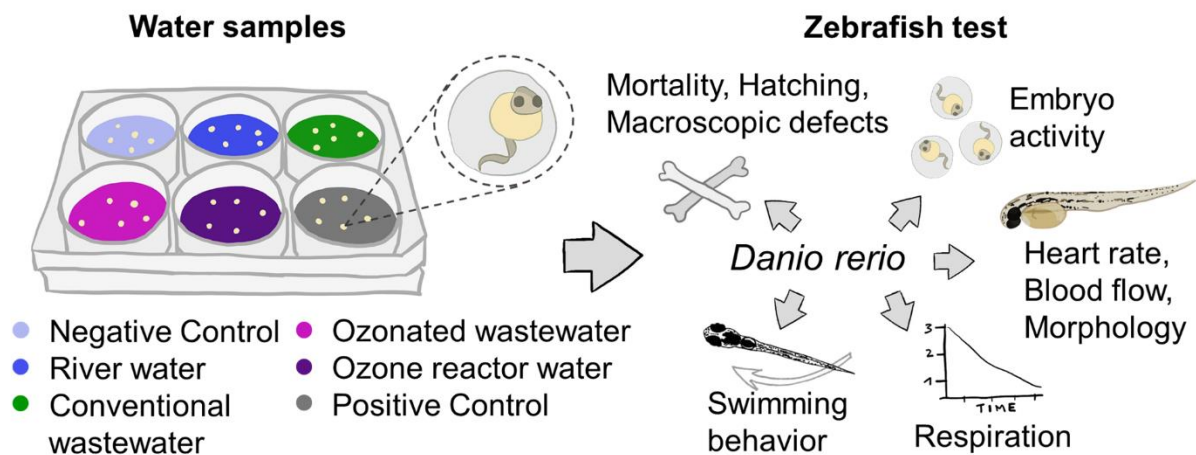 Water samples
Negative Control
River water
Conventional
wastewater
Ozonated wastewater
Ozone reactor water
Positive Control
Zebrafish test
Mortality, Hatching,
Macroscopic defects
Embryo
activity
Danio rerio
Heart rate,
Blood flow,
Morphology
Swimming
behavior
3
2
1
TIME
Respiration